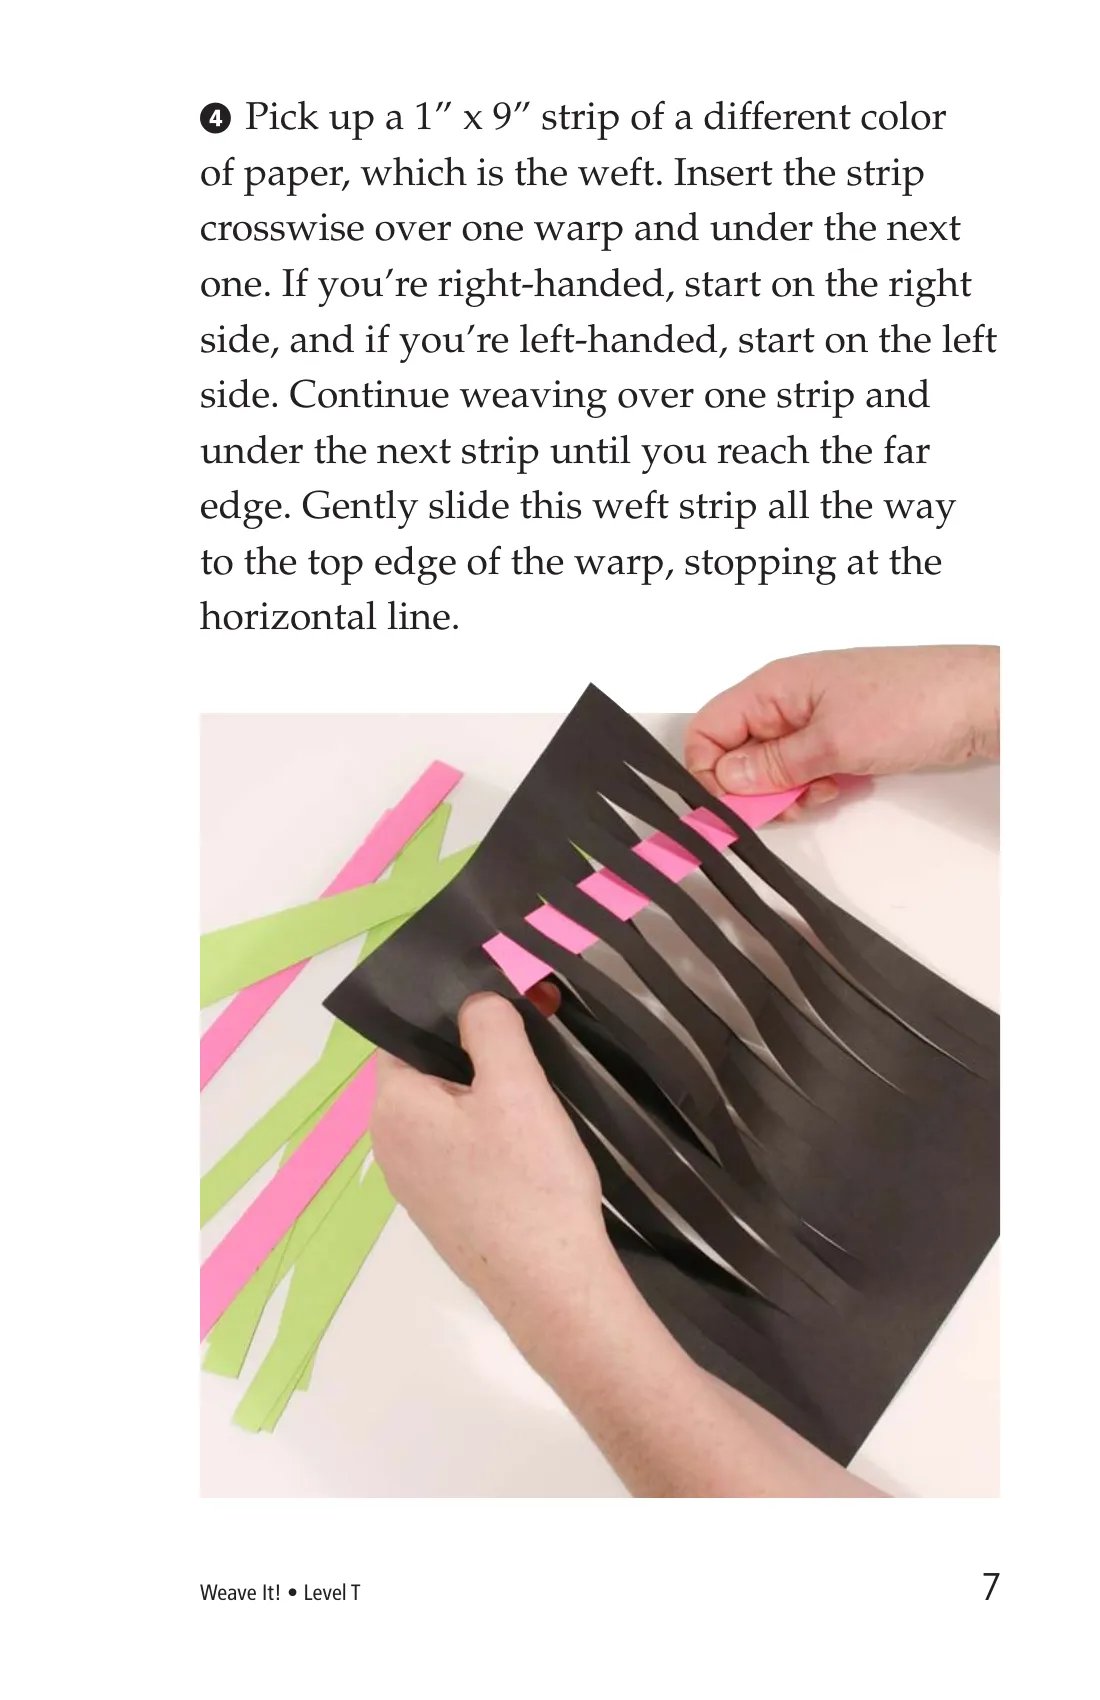 4 Pick up a 1” x 9” strip of a different color
of paper, which is the weft. Insert the strip
crosswise over one warp and under the next
one. If you’re right-handed, start on the right
side, and if you’re left-handed, start on the left
side. Continue weaving over one strip and
under the next strip until you reach the far
edge. Gently slide this weft strip all the way
to the top edge of the warp, stopping at the
horizontal line.
Weave It! • Level T
7